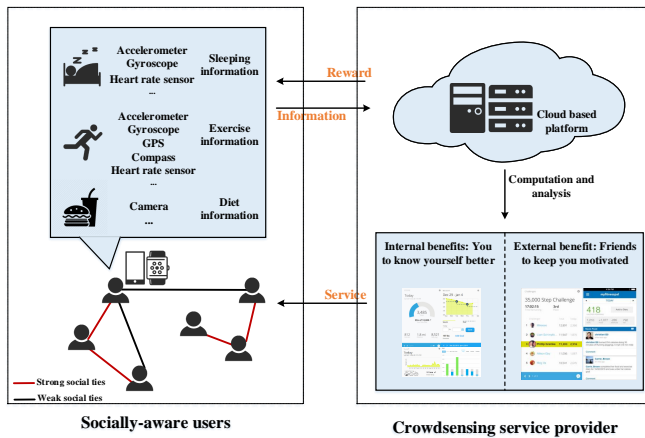 Accelerometer
Gyroscope
Heart rate sensor
...
Sleeping
information
Accelerometer
Gyroscope
GPS
Compass
Heart rate sensor
...
Exercise
information
Camera
...
Diet
information
Strong social ties
Weak social ties
Socially-aware users
Reward
Information
Service
Cloud based
platform
Computation and
analysis
Internal benefits: You
to know yourself better
External benefit: Friends
to keep you motivated
Today
Today
35,000 Step Challenge
3rd
418
Crowdsensing service provider